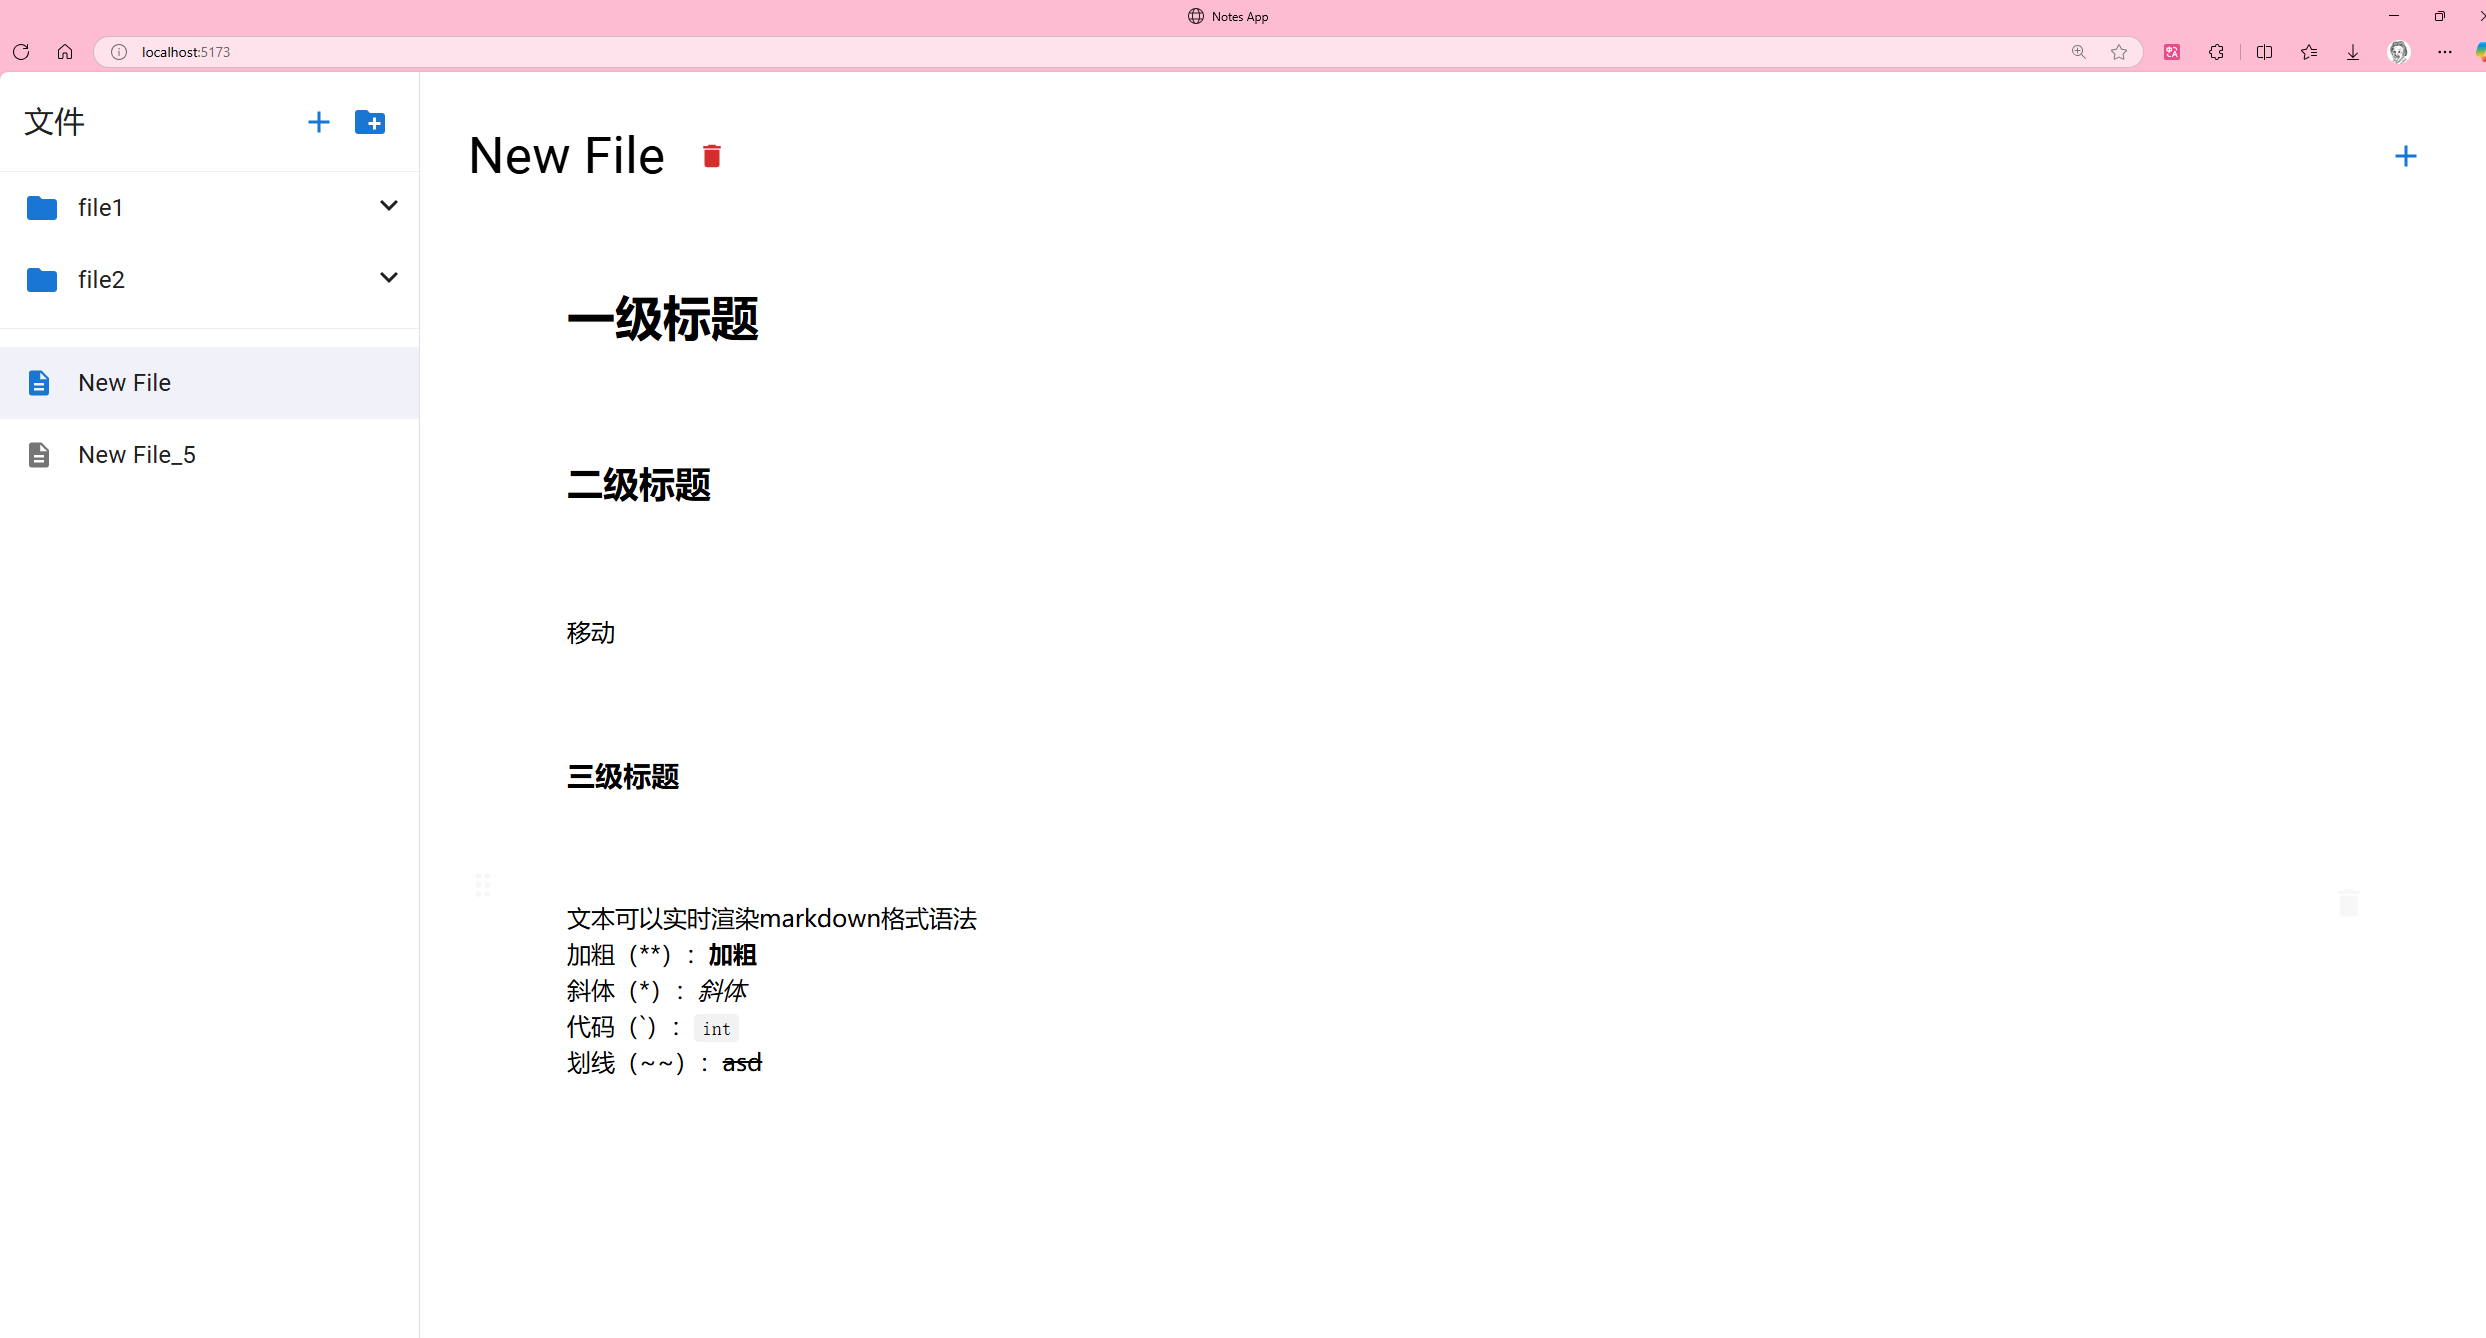 Notes App
localhost:5173
文件
file1
file2
New File
New File_5
New File
一级标题
二级标题
移动
三级标题
文本可以实时渲染markdown格式语法
加粗（**）：加粗
斜体（*）：斜体
代码（`）：int
划线（~~）：asd